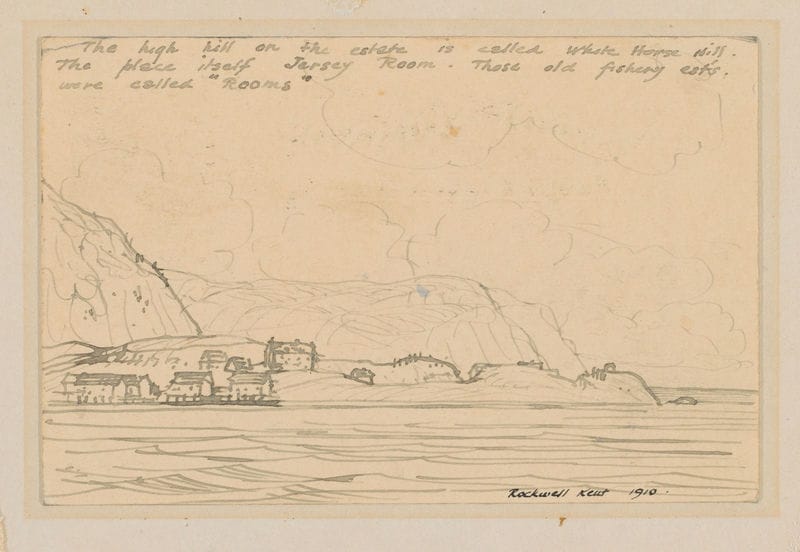 The high hill on the estate is called White Horse Hill.
The place itself Jersey Room. Those old fishery ests.
were called "Rooms"
Rockwell Kent 1910.